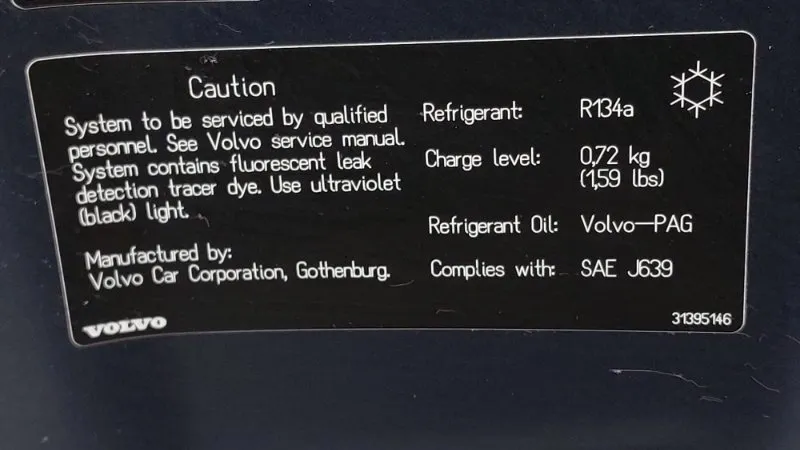 Caution
System to be serviced by qualified
personnel. See Volvo service manual.
System contains fluorescent leak
detection tracer dye. Use ultraviolet
(black) light.
Manufactured by:
Volvo Car Corporation, Gothenburg.
VOLVO
Refrigerant: R134a
Charge level: 0,72 kg
(1,59 lbs)
Refrigerant Oil: Volvo-PAG
Complies with: SAE J639
31395146